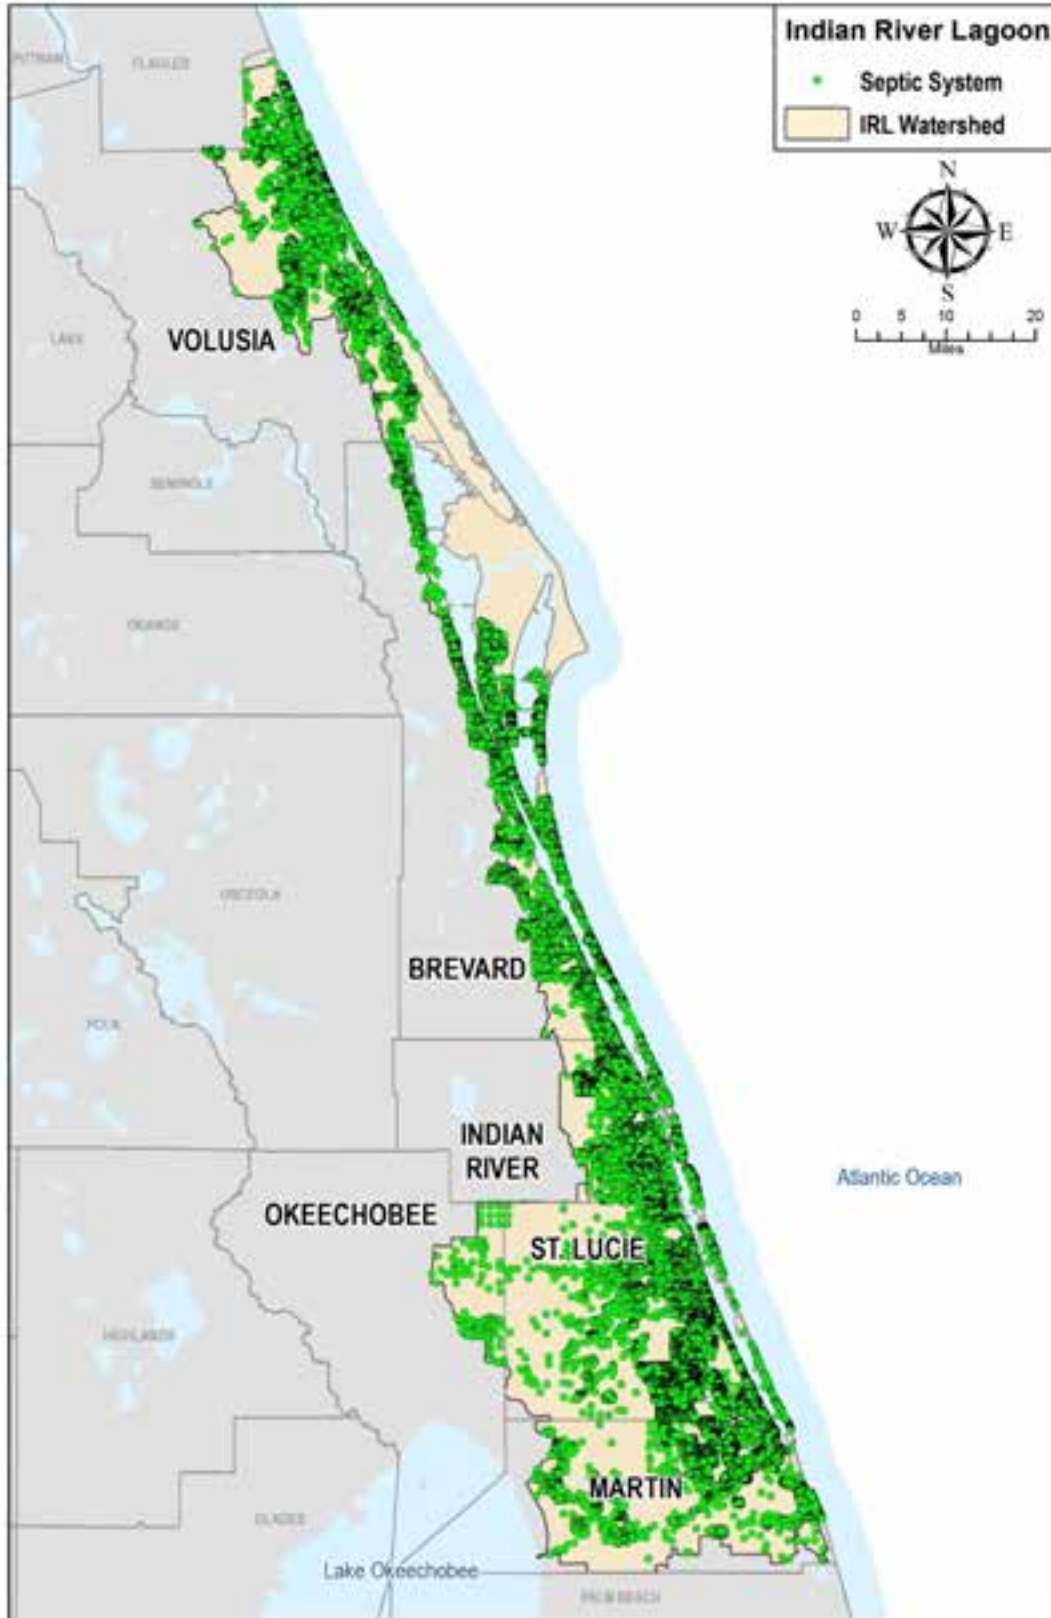 Indian River Lagoon
Septic System
IRL Watershed
N
W E
S
0 5 10 20
Miles
PUTNAM
FLAGLER
VOLUSIA
LAKE
SEMINOLE
ORANGE
OSCEOLA
BREVARD
POLK
INDIAN
RIVER
Atlantic Ocean
OKEECHOBEE
ST. LUCIE
HIGHLANDS
MARTIN
GLADES
Lake Okeechobee
PALM BEACH